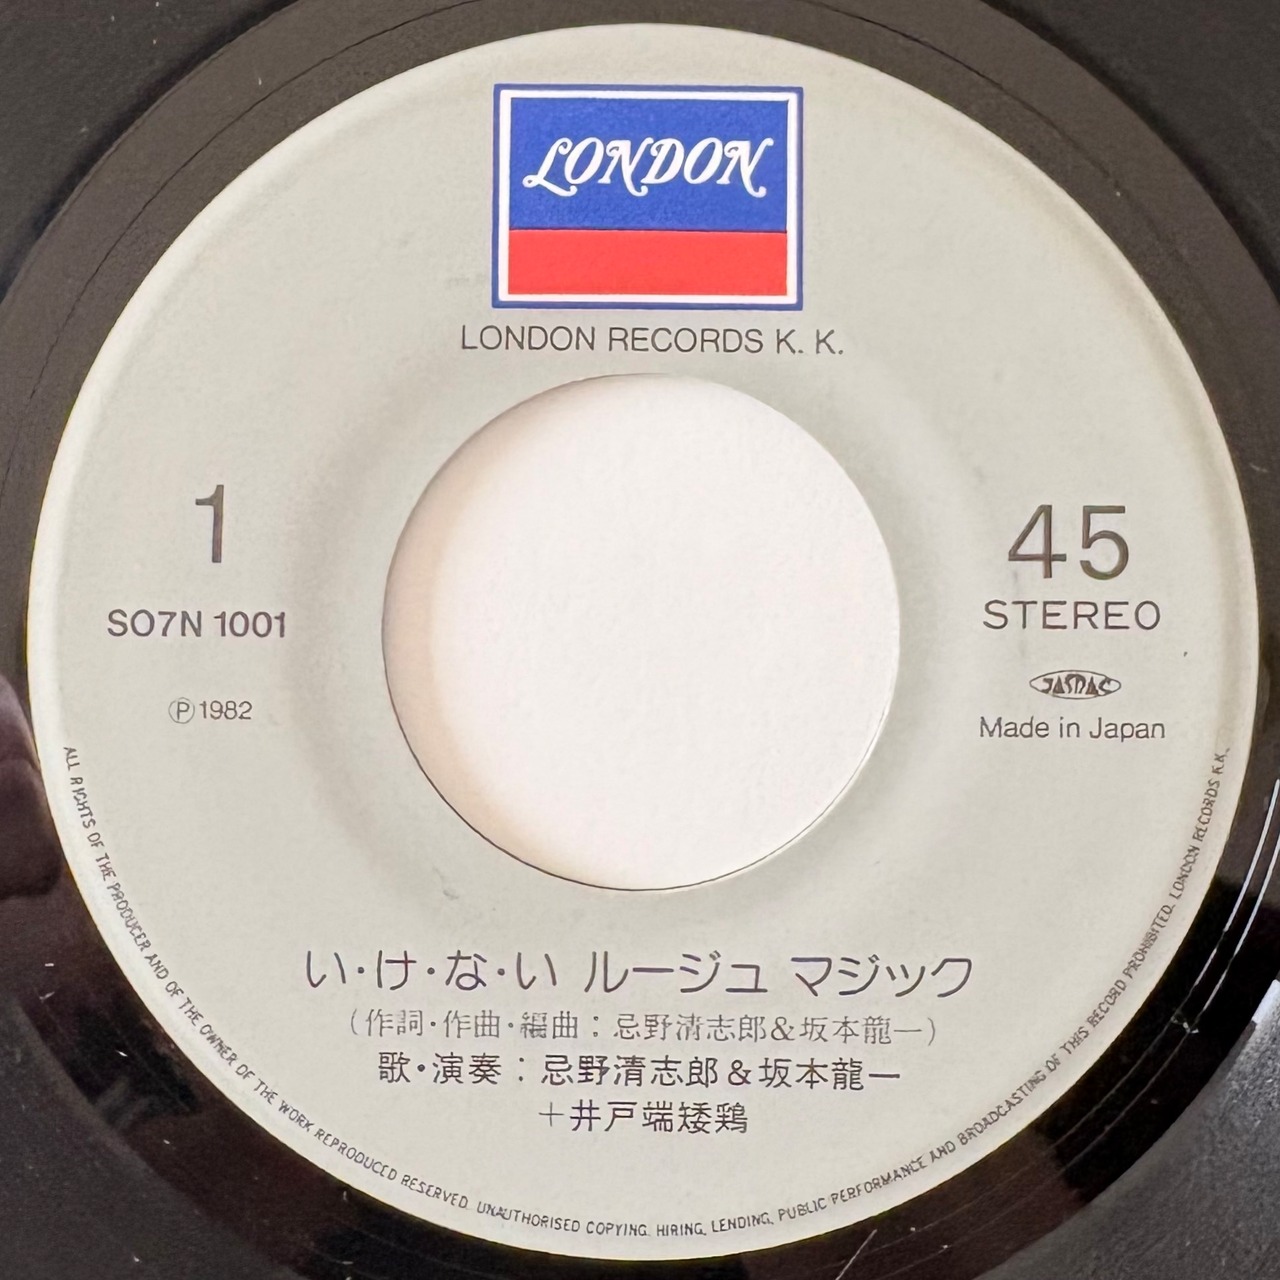 LONDON
LONDON RECORDS K. K.
1
SO7N 1001
Ⓟ1982
45
STEREO
JASRAC
Made in Japan
い・け・な・い ルージュ マジック
(作詞・作曲・編曲：忌野清志郎＆坂本龍一)
歌・演奏：忌野清志郎＆坂本龍一
＋井戸端矮鶏
ALL RIGHTS OF THE PRODUCER AND OF THE OWNER OF THE WORK REPRODUCED RESERVED. UNAUTHORISED COPYING. HIRING, LENDING, PUBLIC PERFORMANCE AND BROADCASTING OF THIS RECORD PROHIBITED. LONDON RECORDS K.K.